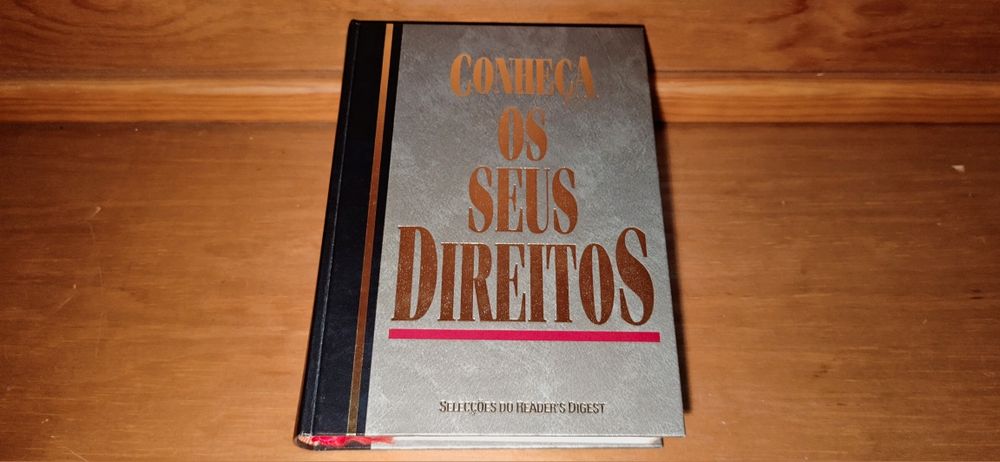 CONHEÇA
OS
SEUS
DIREITOS
SELECÇÕES DO READER'S DIGEST